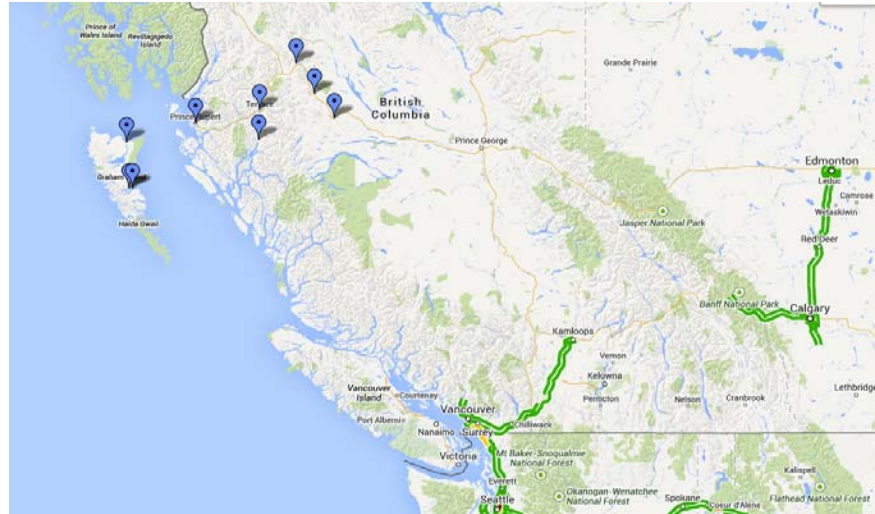 Prince of
Wales Island
Revillagigedo
Island
Grande Prairie
British
Columbia
Prince George
Edmonton
Leduc
Camrose
Wetaskiwin
Graham
Haida Gwaii
Jasper National Park
Red Deer
Banff National Park
Calgary
Kamloops
Vernon
Kelowna
Penticton
Nelson
Cranbrook
Lethbridge
Vancouver
Island
Courtenay
Port Alberni
Vancouver
Nanaimo
Surrey
Chilliwack
Victoria
Mt Baker-Snoqualmie
National Forest
Everett
Seattle
Okanogan-Wenatchee
National Forest
Spokane
Coeur d'Alene
Kalispell
Flathead National Forest